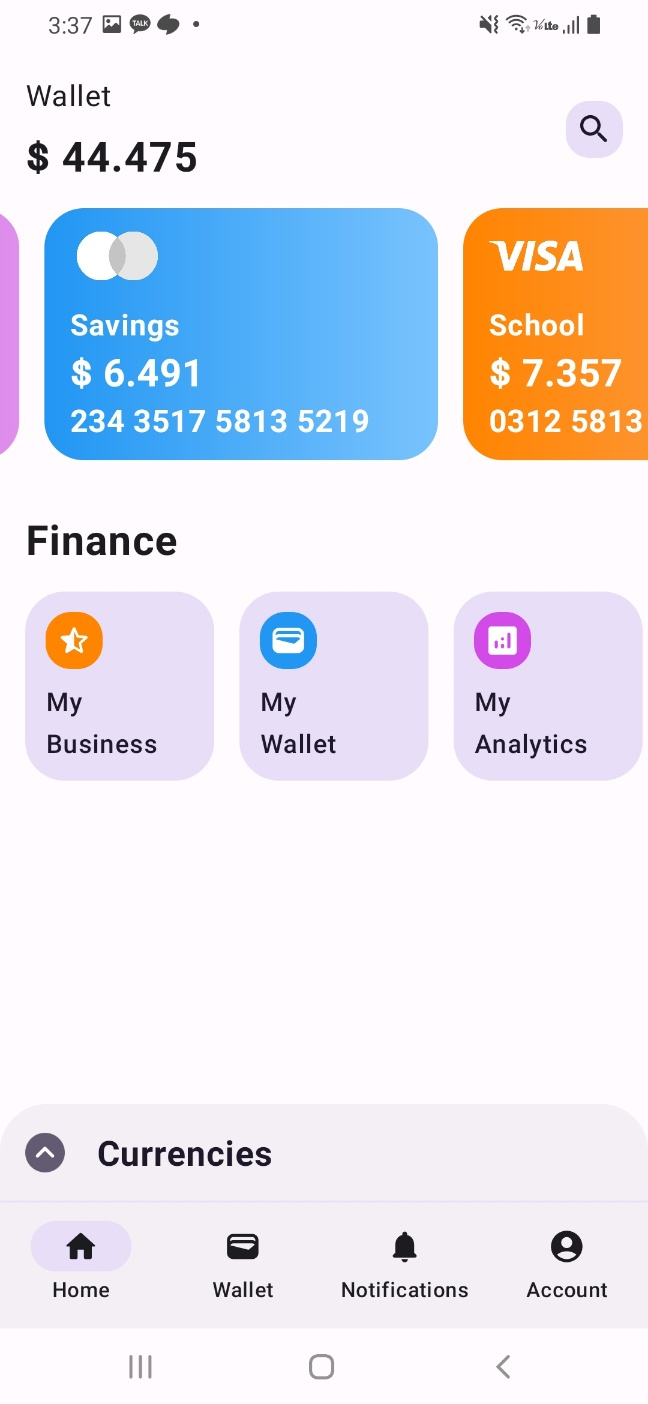 3:37
TALK
VoLte
Wallet
$ 44.475
VISA
Savings
$ 6.491
234 3517 5813 5219
School
$ 7.357
0312 5813
Finance
My
Business
My
Wallet
My
Analytics
Currencies
Home
Wallet
Notifications
Account